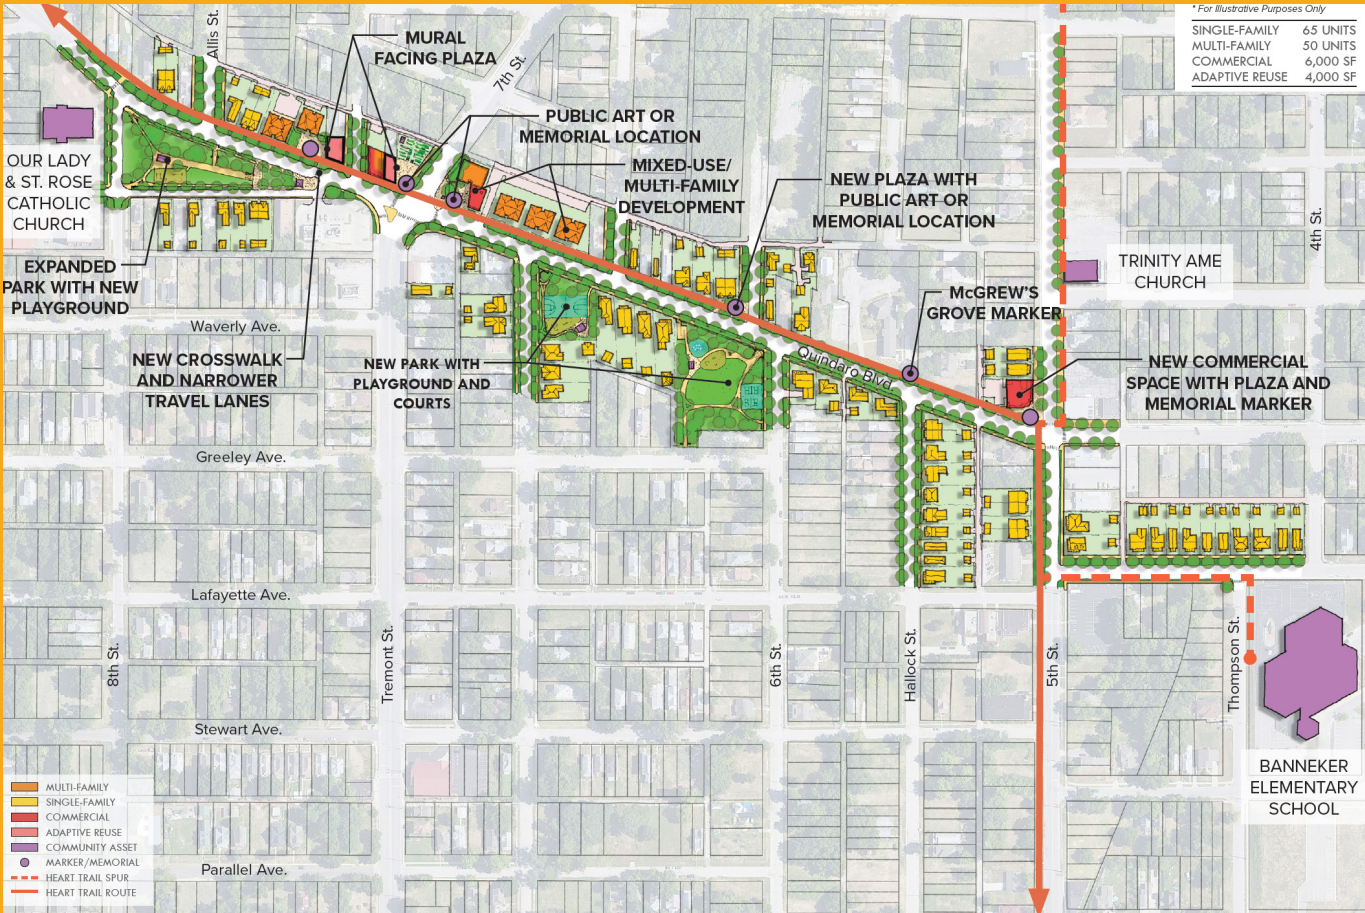 * For Illustrative Purposes Only
SINGLE-FAMILY 65 UNITS
MULTI-FAMILY 50 UNITS
COMMERCIAL 6,000 SF
ADAPTIVE REUSE 4,000 SF
Allis St.
MURAL
FACING PLAZA
7th St.
PUBLIC ART OR
MEMORIAL LOCATION
MIXED-USE/
MULTI-FAMILY
DEVELOPMENT
NEW PLAZA WITH
PUBLIC ART OR
MEMORIAL LOCATION
OUR LADY
& ST. ROSE
CATHOLIC
CHURCH
4th St.
TRINITY AME
CHURCH
EXPANDED
PARK WITH NEW
PLAYGROUND
McGREW'S
GROVE MARKER
Waverly Ave.
NEW CROSSWALK
AND NARROWER
TRAVEL LANES
NEW PARK WITH
PLAYGROUND AND
COURTS
Quindaro Blvd.
NEW COMMERCIAL
SPACE WITH PLAZA AND
MEMORIAL MARKER
Greeley Ave.
Lafayette Ave.
8th St.
Tremont St.
6th St.
Hallock St.
5th St.
Thompson St.
Stewart Ave.
BANNEKER
ELEMENTARY
SCHOOL
MULTI-FAMILY
SINGLE-FAMILY
COMMERCIAL
ADAPTIVE REUSE
COMMUNITY ASSET
MARKER/MEMORIAL
HEART TRAIL SPUR
HEART TRAIL ROUTE
Parallel Ave.